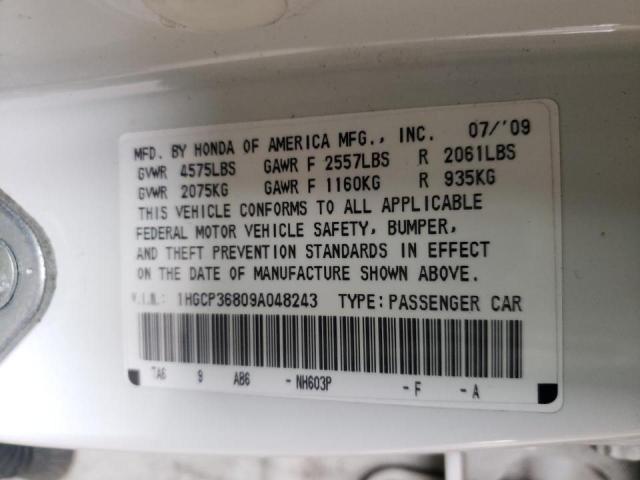 MFD. BY HONDA OF AMERICA MFG., INC. 07/'09
GVWR 4575LBS GAWR F 2557LBS R 2061LBS
GVWR 2075KG GAWR F 1160KG R 935KG
THIS VEHICLE CONFORMS TO ALL APPLICABLE
FEDERAL MOTOR VEHICLE SAFETY, BUMPER,
AND THEFT PREVENTION STANDARDS IN EFFECT
ON THE DATE OF MANUFACTURE SHOWN ABOVE.
V.I.N.: 1HGCP36809A048243 TYPE: PASSENGER CAR
TA6 9 AB6 - NH603P - F - A